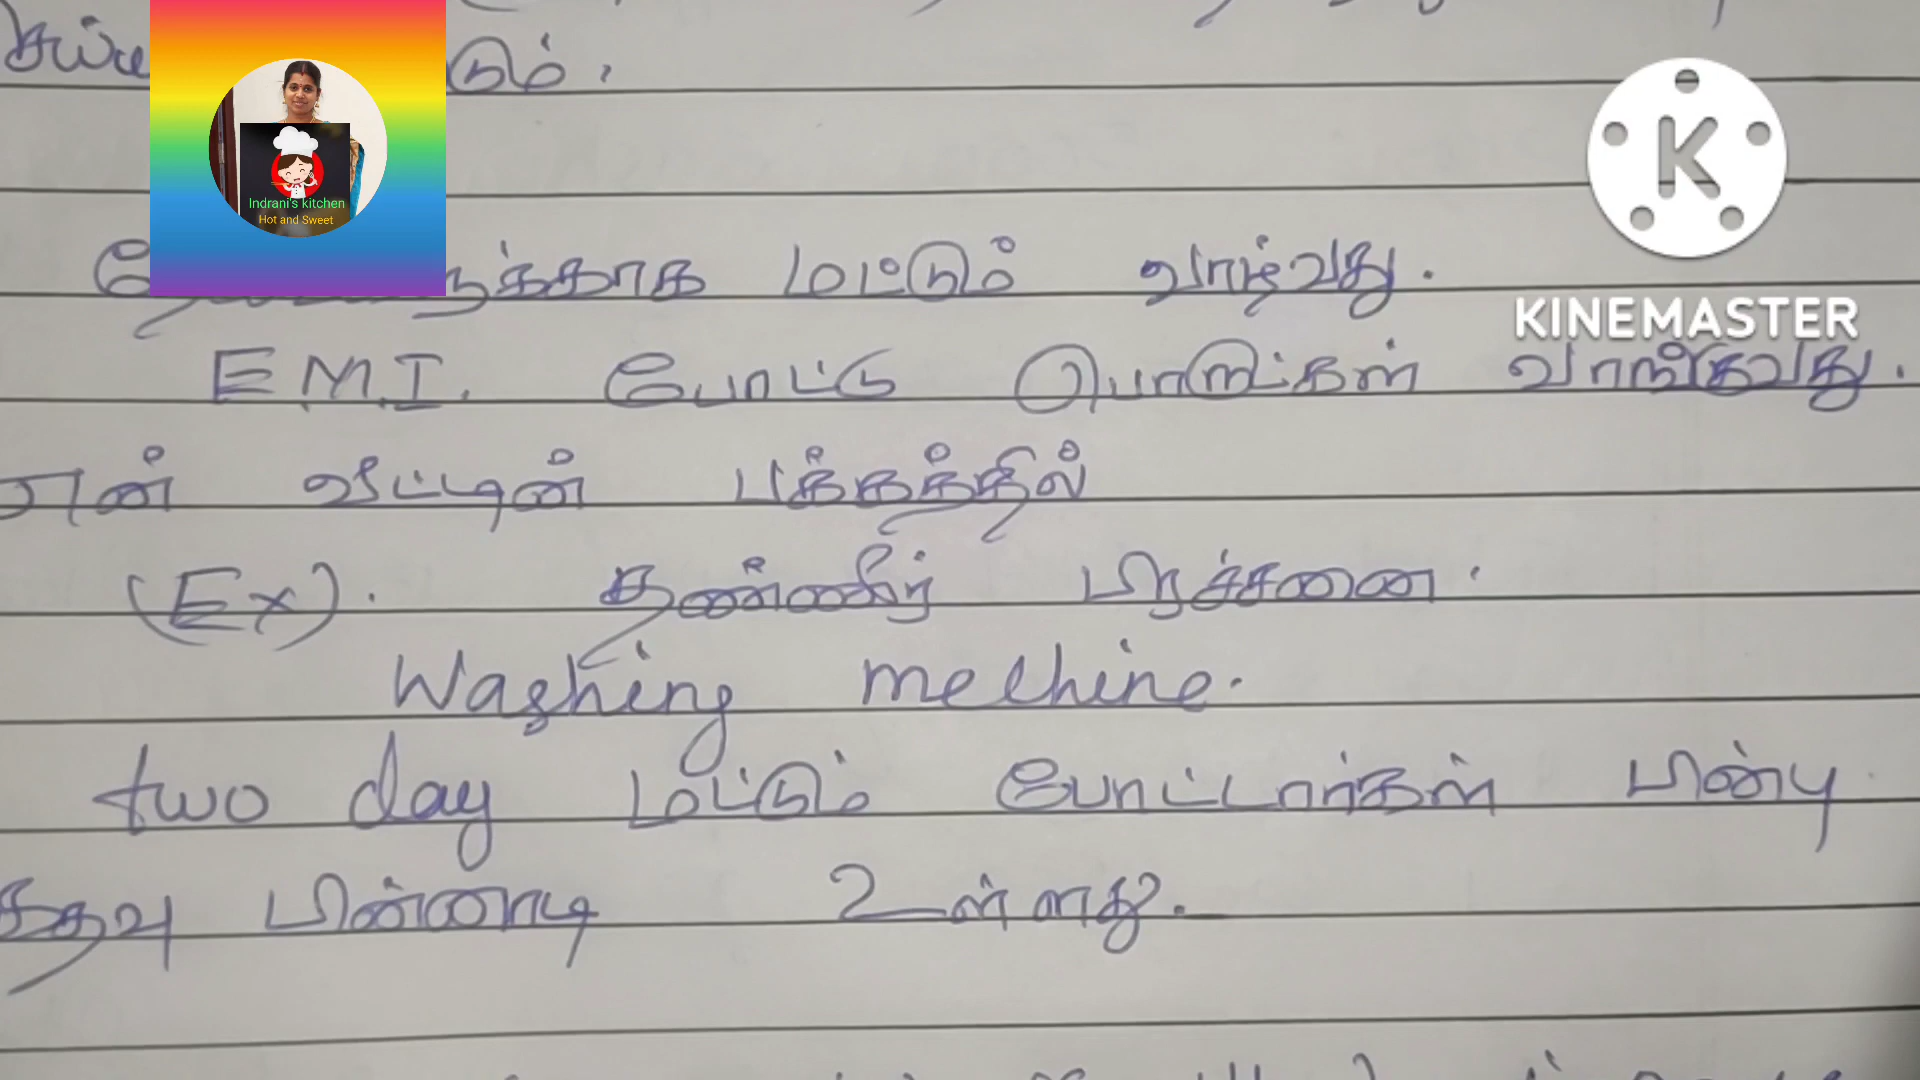 Indrani's kitchen
Hot and Sweet
மட்டும் வாழ்வது.
KINEMASTER
E.M.I. போட்டு பொருட்கள் வாங்குவது.
என் வீட்டின் பக்கத்தில்
(Ex). தண்ணீர் பிரச்சனை.
Washing mechine.
two day மட்டும் போட்டார்கள் பின்பு
கதவு பின்னாடி உள்ளது.